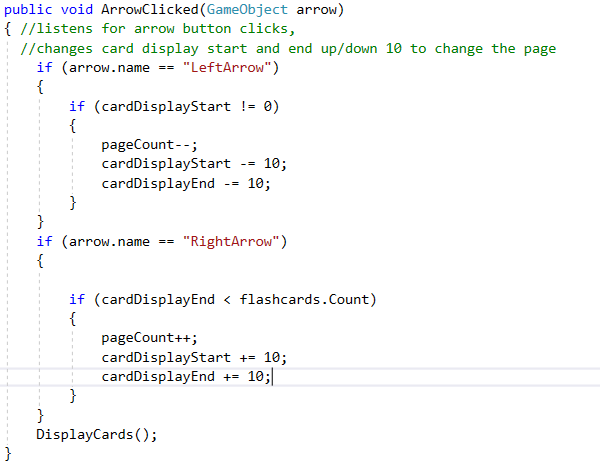 public void ArrowClicked(GameObject arrow)
{ //listens for arrow button clicks,
//changes card display start and end up/down 10 to change the page
if (arrow.name == "LeftArrow")
{
if (cardDisplayStart != 0)
{
pageCount--;
cardDisplayStart -= 10;
cardDisplayEnd -= 10;
}
}
if (arrow.name == "RightArrow")
{
if (cardDisplayEnd < flashcards.Count)
{
pageCount++;
cardDisplayStart += 10;
cardDisplayEnd += 10;
}
}
DisplayCards();
}